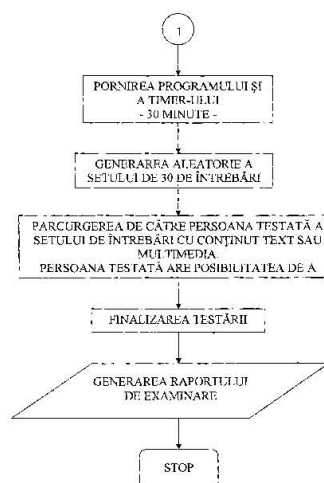 1
PORNIREA PROGRAMULUI ȘI
A TIMER-ULUI
- 30 MINUTE -
GENERAREA ALEATORIE A
SETULUI DE 30 DE ÎNTREBĂRI
PARCURGEREA DE CĂTRE PERSOANA TESTATĂ A
SETULUI DE ÎNTREBĂRI CU CONȚINUT TEXT SAU
MULTIMEDIA.
PERSOANA TESTATĂ ARE POSIBILITATEA DE A
FINALIZAREA TESTĂRII
GENERAREA RAPORTULUI
DE EXAMINARE
STOP